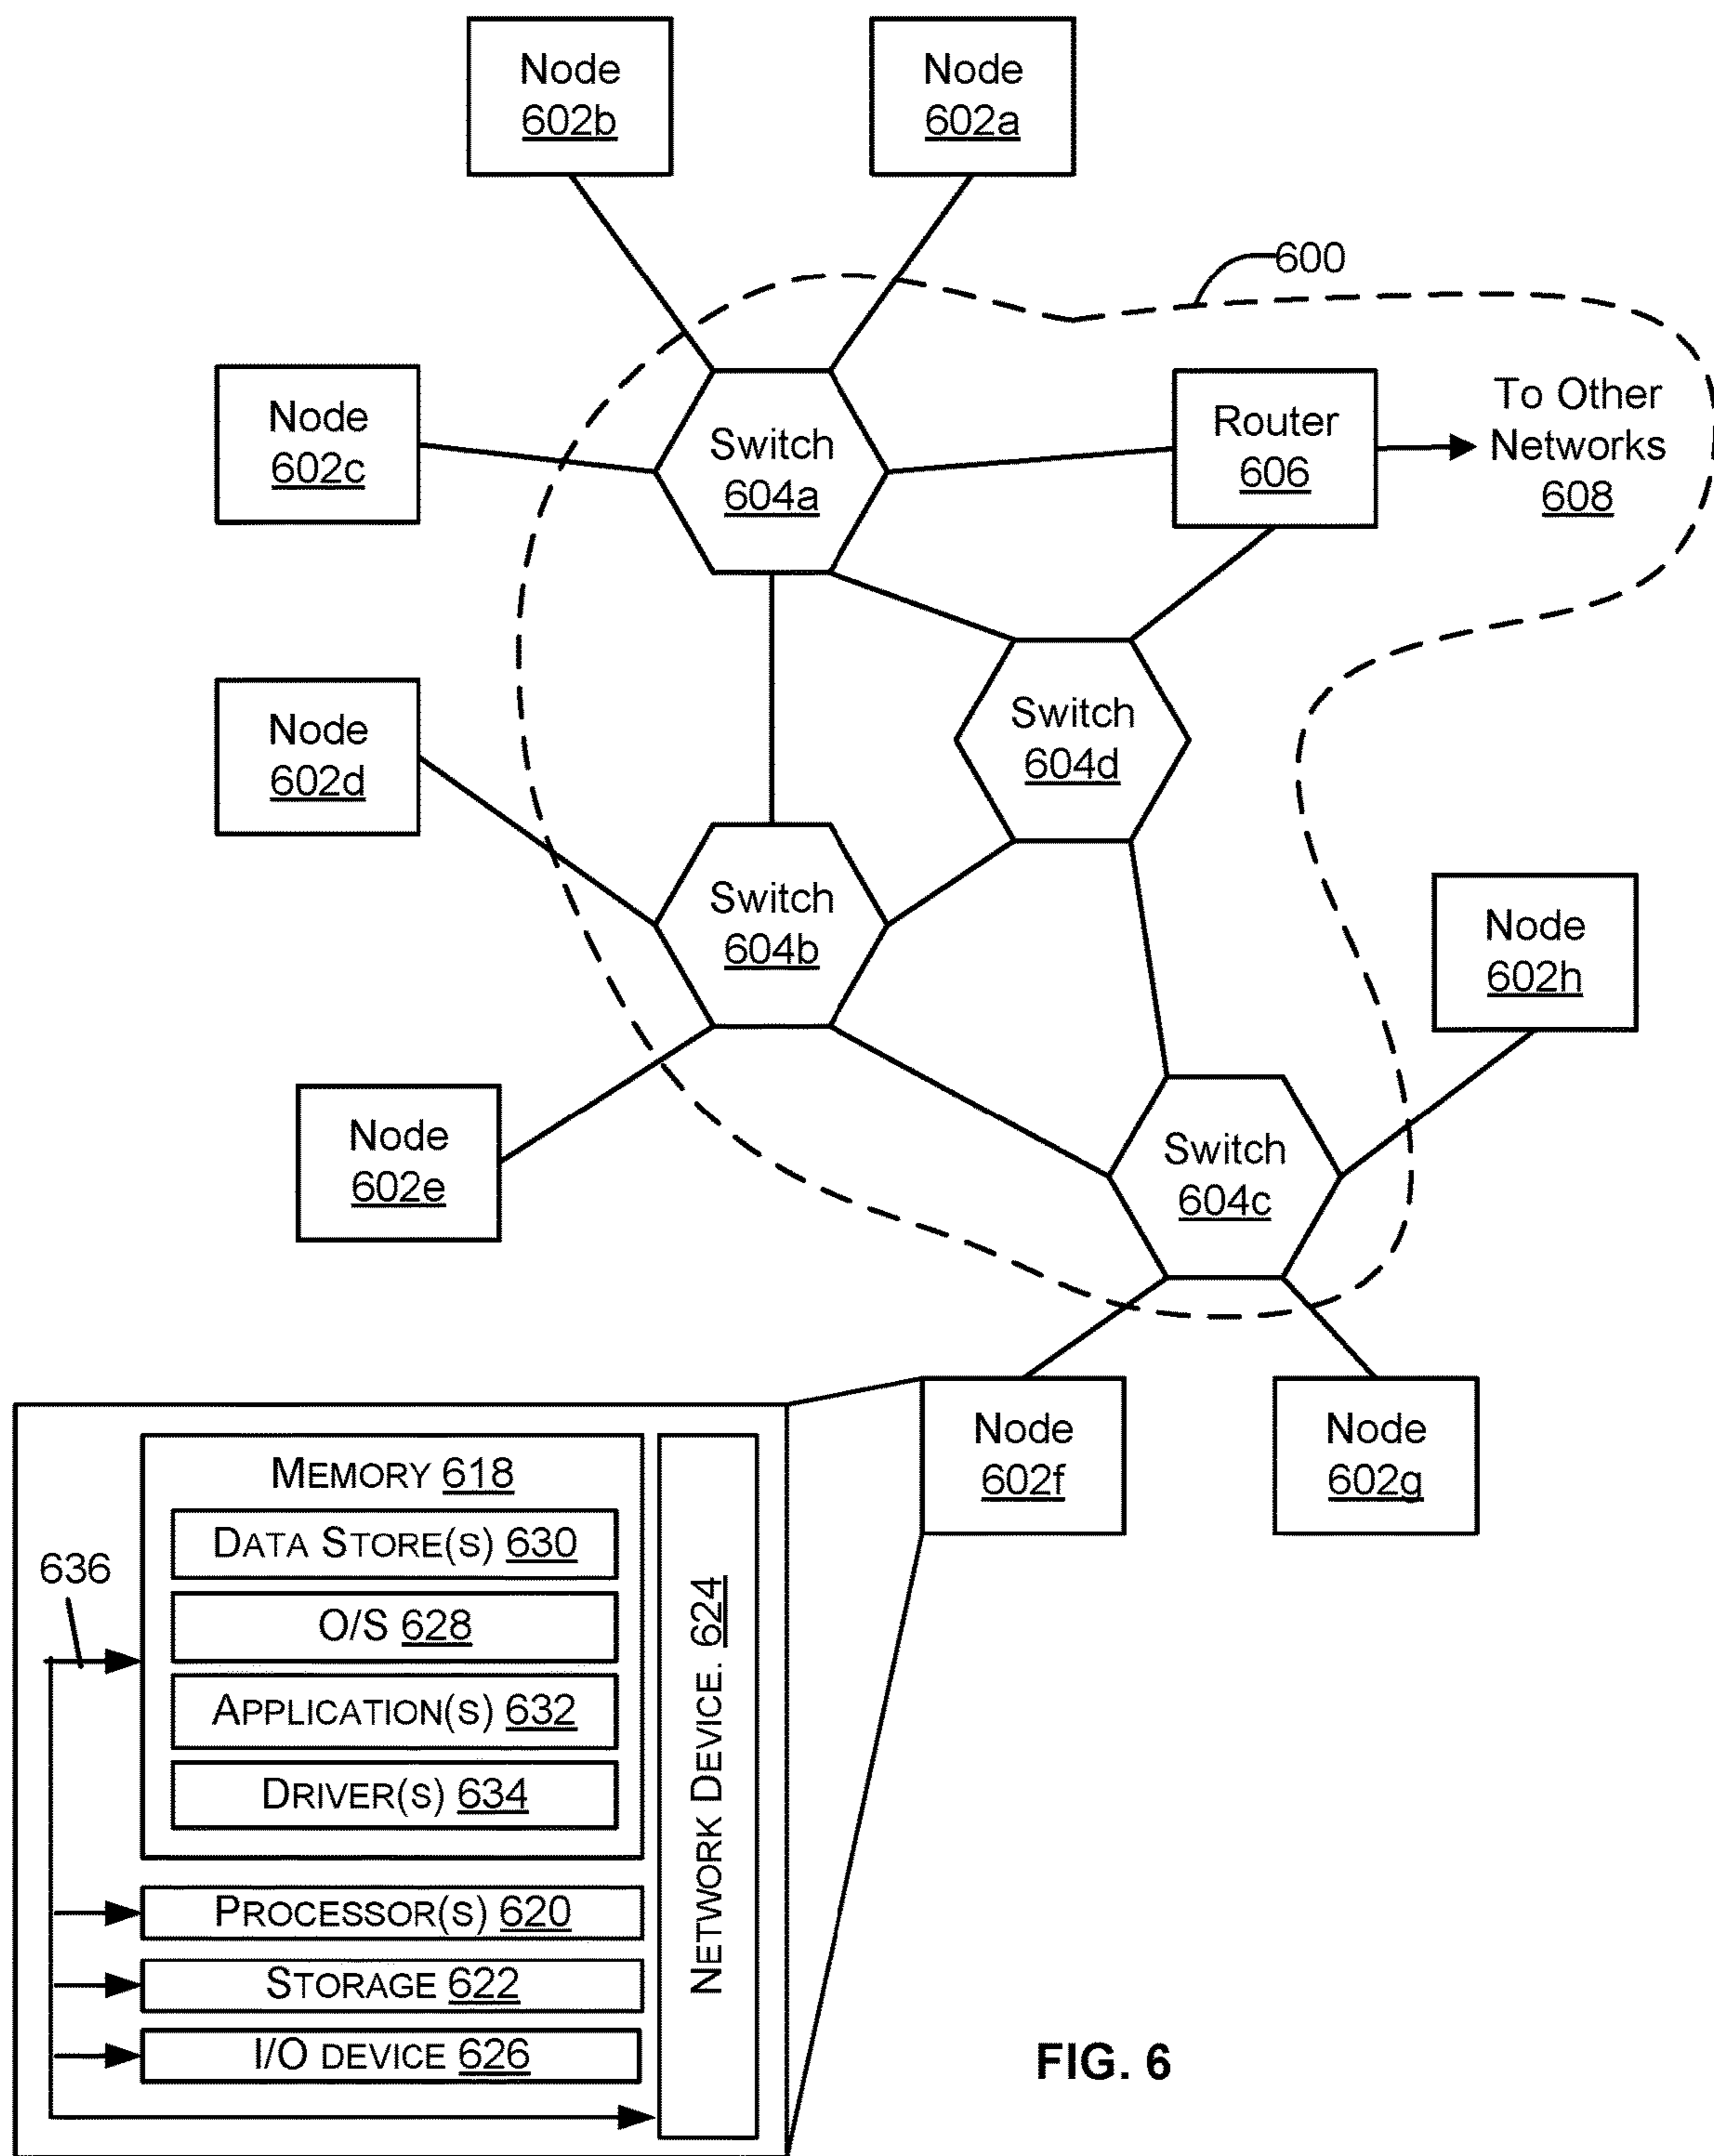 Node
602b
Node
602a
600
Node
602c
Switch
604a
Router
606
To Other
Networks
608
Node
602d
Switch
604d
Switch
604b
Node
602h
Node
602e
Switch
604c
Node
602f
Node
602g
MEMORY 618
DATA STORE(S) 630
636
O/S 628
APPLICATION(S) 632
DRIVER(S) 634
NETWORK DEVICE. 624
PROCESSOR(S) 620
STORAGE 622
I/O DEVICE 626
FIG. 6